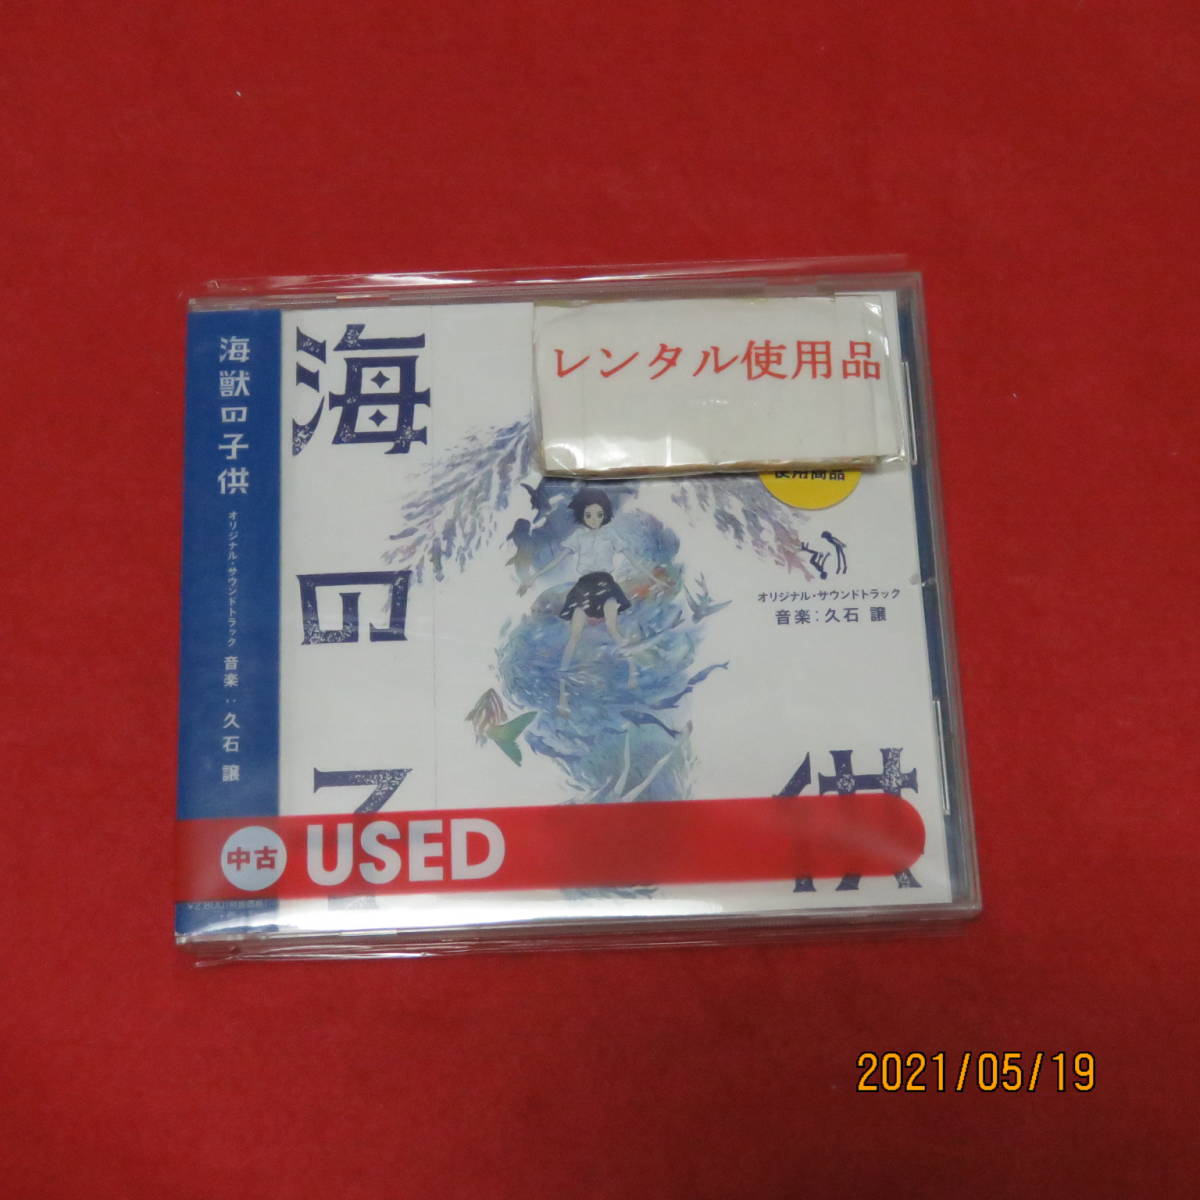 海獣の子供
オリジナル・サウンドトラック 音楽:久石 譲
海
の
子
供
レンタル使用品
使用商品
オリジナル・サウンドトラック
音楽:久石 譲
中古 USED
2021/05/19